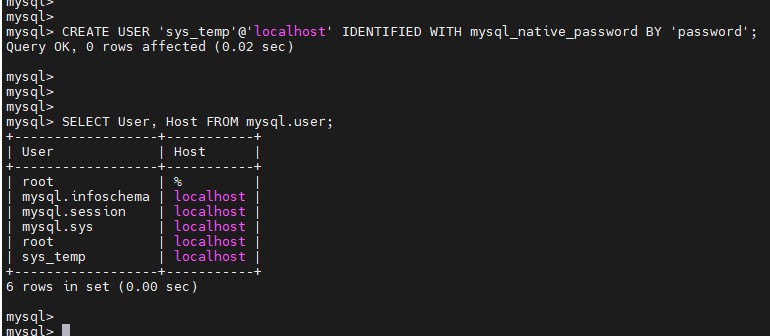 mysql>
mysql>
mysql> CREATE USER 'sys_temp'@'localhost' IDENTIFIED WITH mysql_native_password BY 'password';
Query OK, 0 rows affected (0.02 sec)
mysql>
mysql>
mysql>
mysql> SELECT User, Host FROM mysql.user;
+------------------+-----------+
| User             | Host      |
+------------------+-----------+
| root             | %         |
| mysql.infoschema | localhost |
| mysql.session    | localhost |
| mysql.sys        | localhost |
| root             | localhost |
| sys_temp         | localhost |
+------------------+-----------+
6 rows in set (0.00 sec)
mysql>
mysql>